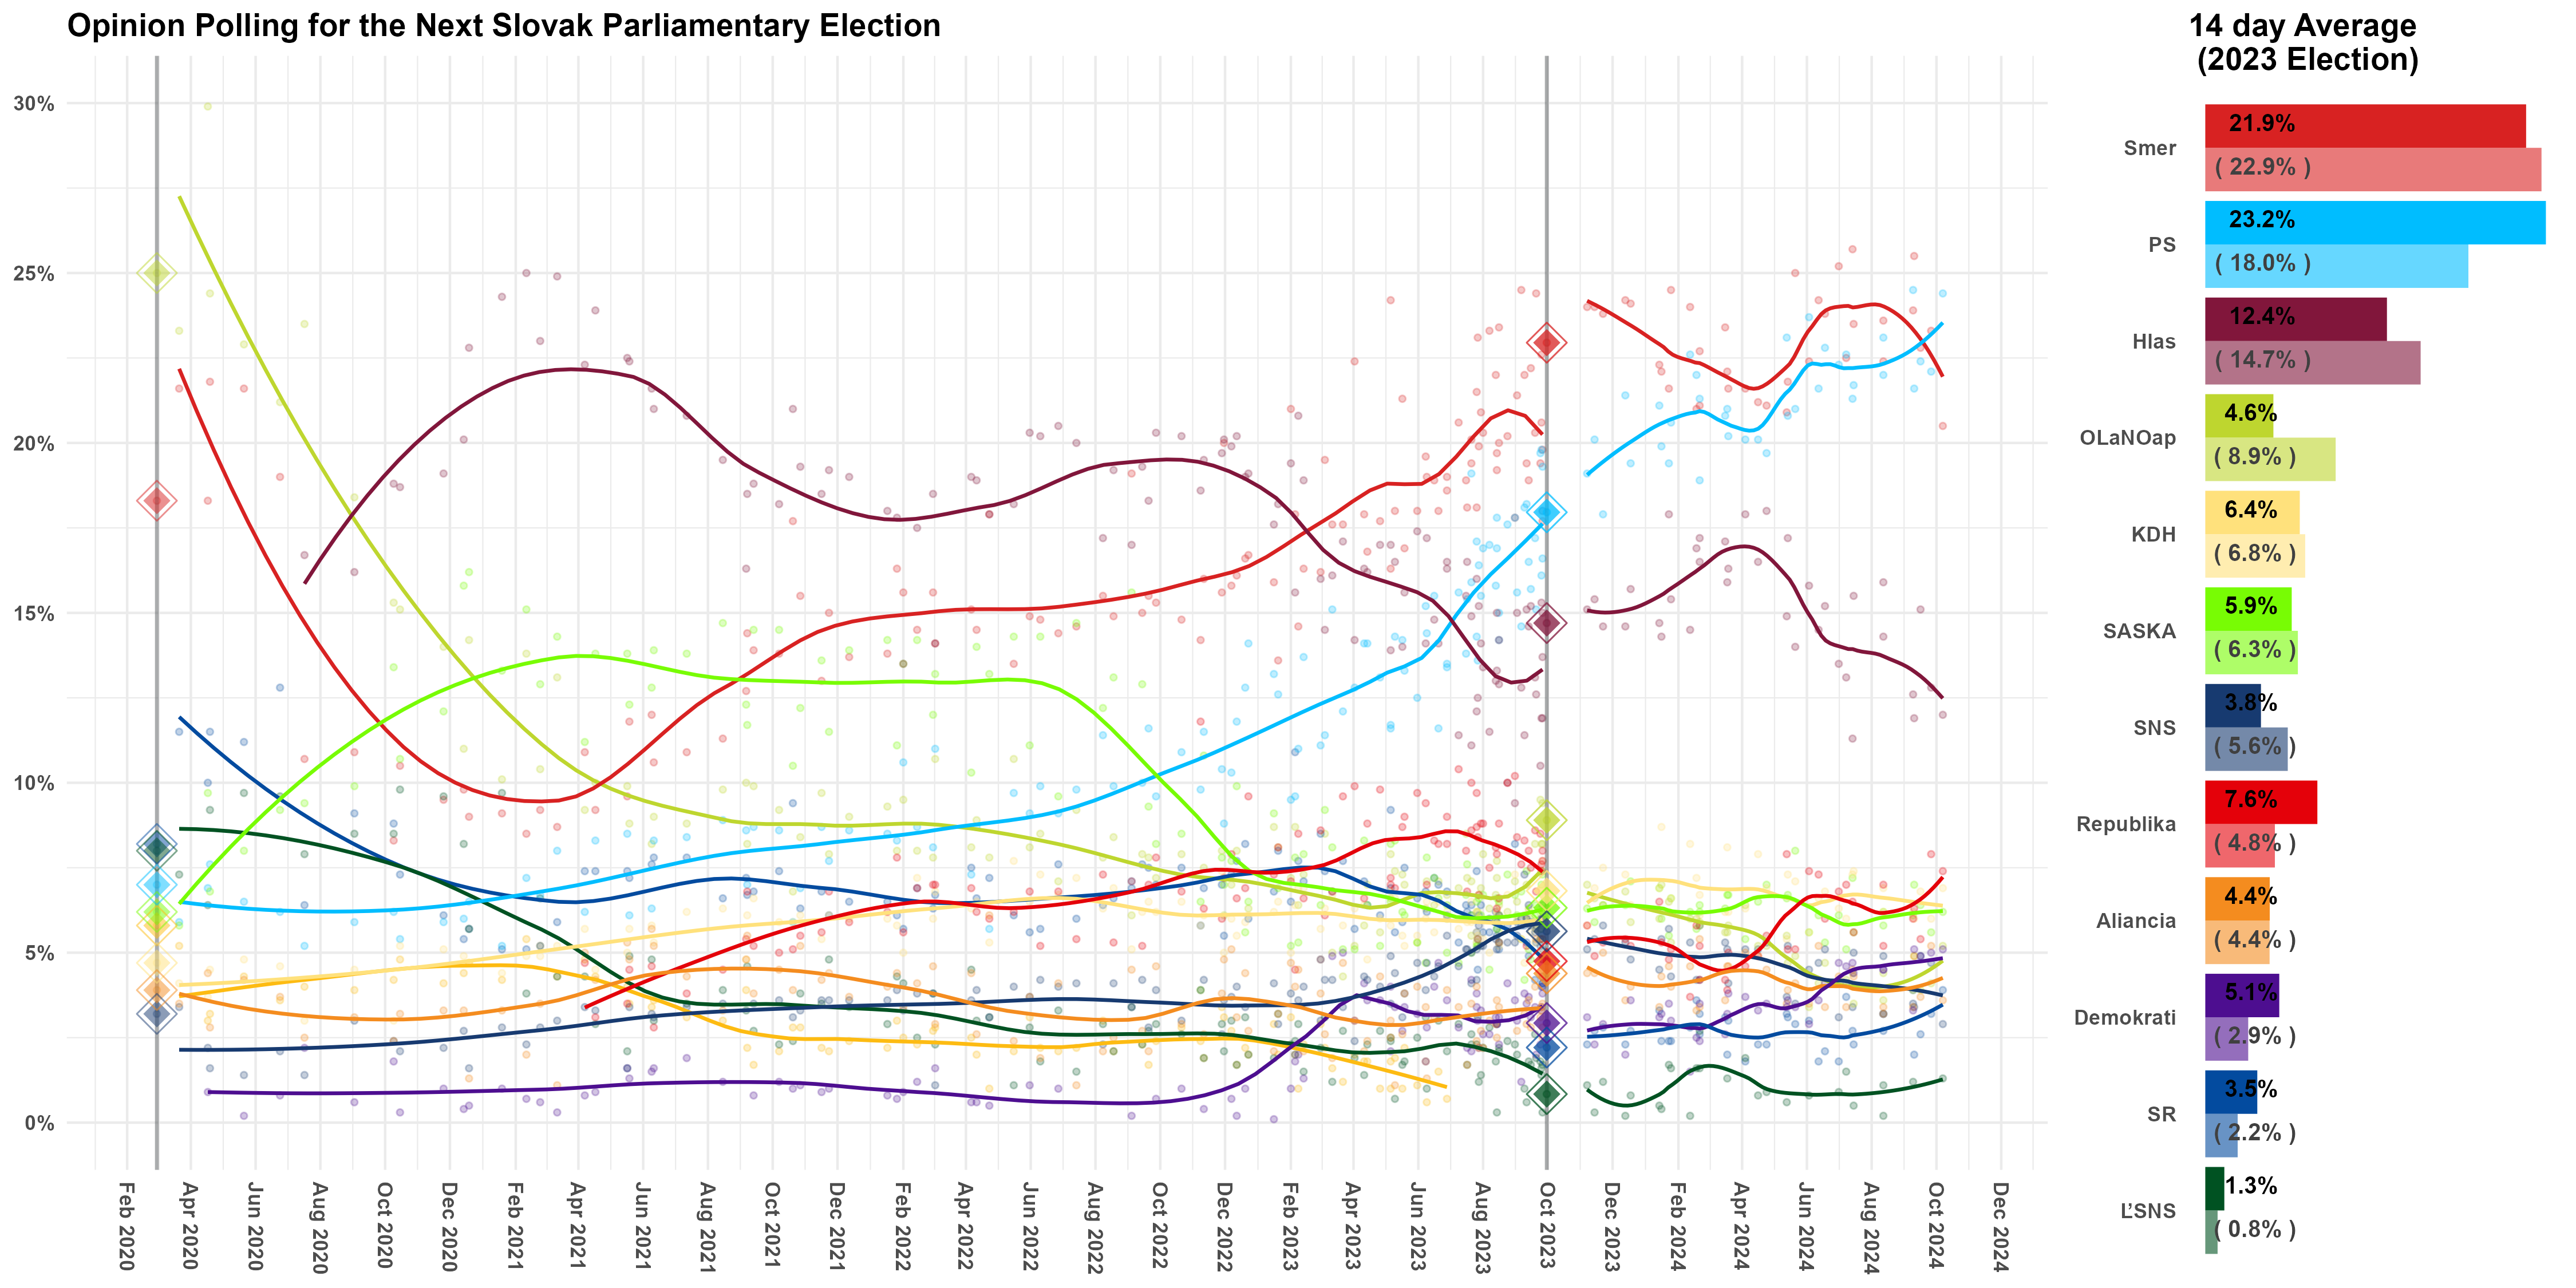 Opinion Polling for the Next Slovak Parliamentary Election
14 day Average
(2023 Election)
30%
25%
20%
15%
10%
5%
0%
Feb 2020
Apr 2020
Jun 2020
Aug 2020
Oct 2020
Dec 2020
Feb 2021
Apr 2021
Jun 2021
Aug 2021
Oct 2021
Dec 2021
Feb 2022
Apr 2022
Jun 2022
Aug 2022
Oct 2022
Dec 2022
Feb 2023
Apr 2023
Jun 2023
Aug 2023
Oct 2023
Dec 2023
Feb 2024
Apr 2024
Jun 2024
Aug 2024
Oct 2024
Dec 2024
Smer
21.9%
( 22.9% )
PS
23.2%
( 18.0% )
Hlas
12.4%
( 14.7% )
OLaNOap
4.6%
( 8.9% )
KDH
6.4%
( 6.8% )
SASKA
5.9%
( 6.3% )
SNS
3.8%
( 5.6% )
Republika
7.6%
( 4.8% )
Aliancia
4.4%
( 4.4% )
Demokrati
5.1%
( 2.9% )
SR
3.5%
( 2.2% )
ĽSNS
1.3%
( 0.8% )